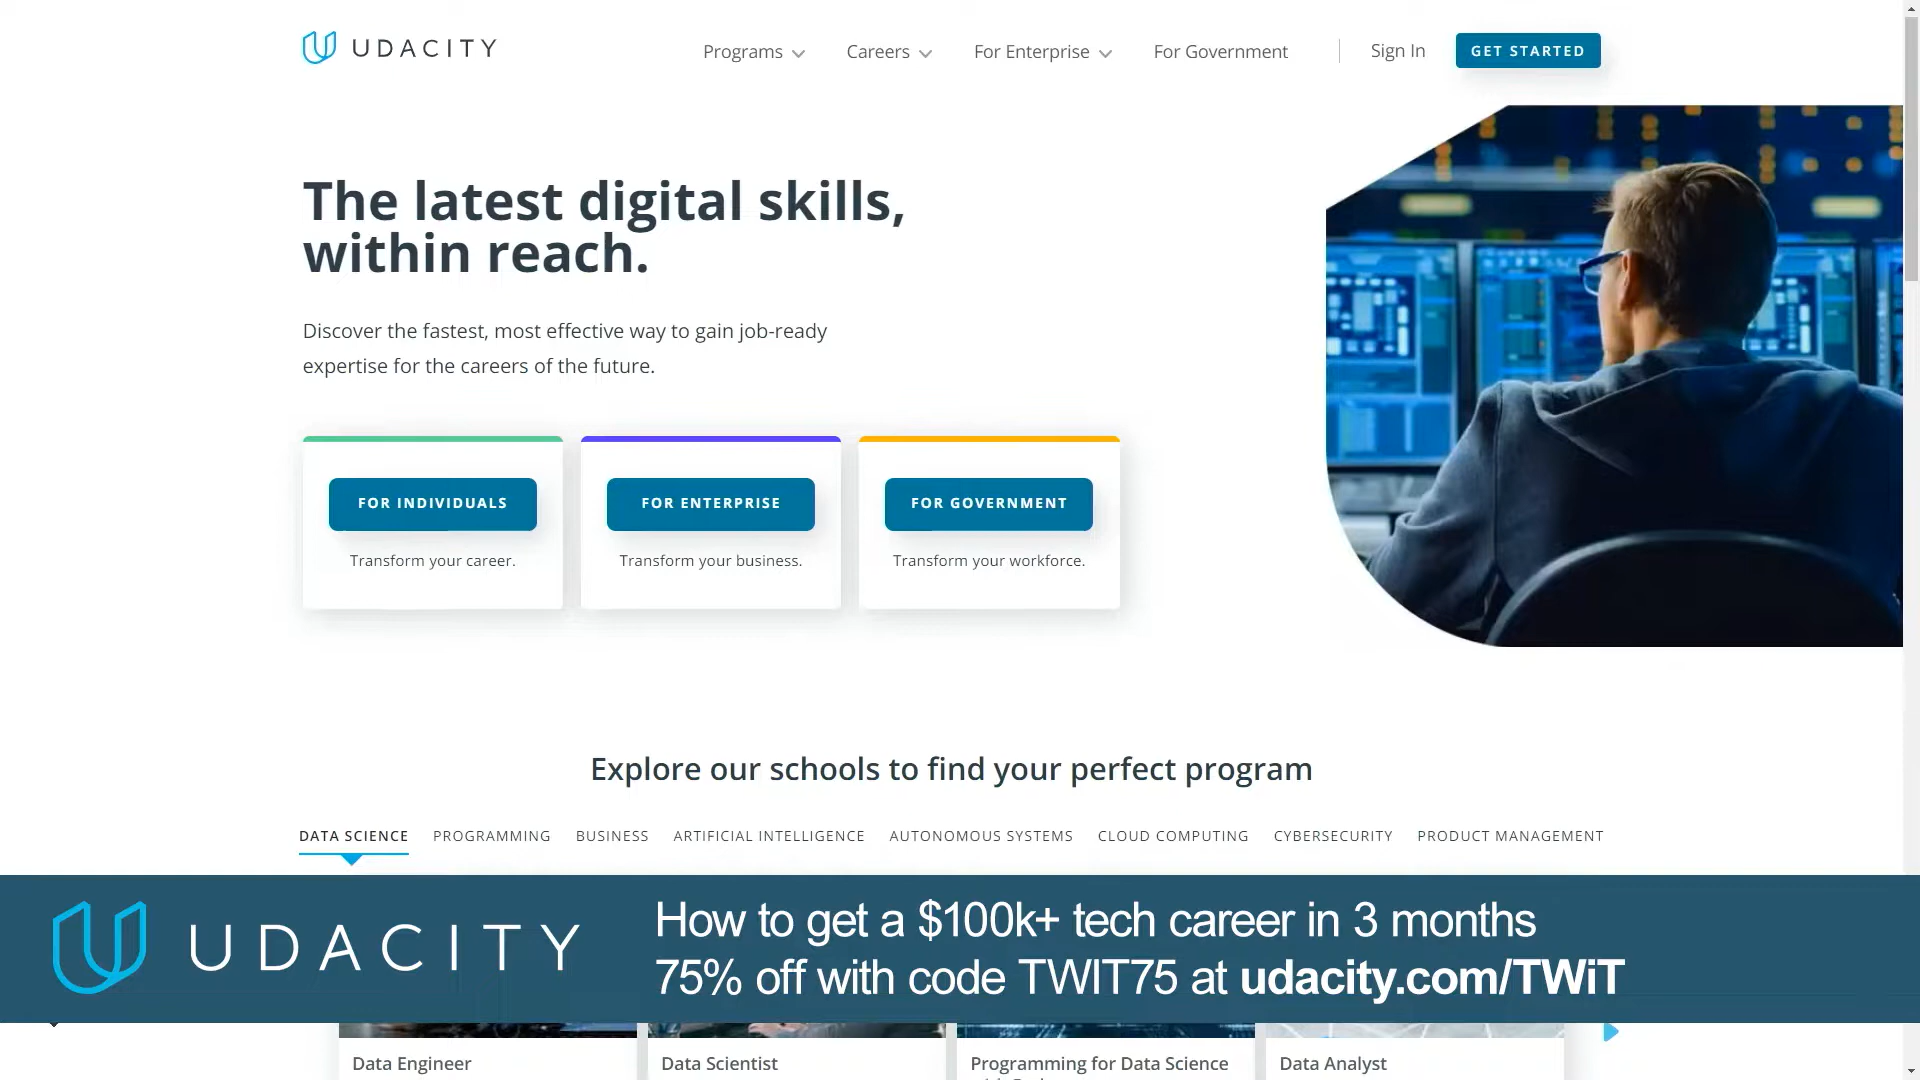 UDACITY
Programs
Careers
For Enterprise
For Government
Sign In
GET STARTED
The latest digital skills,
within reach.
Discover the fastest, most effective way to gain job-ready
expertise for the careers of the future.
FOR INDIVIDUALS
Transform your career.
FOR ENTERPRISE
Transform your business.
FOR GOVERNMENT
Transform your workforce.
Explore our schools to find your perfect program
DATA SCIENCE
PROGRAMMING
BUSINESS
ARTIFICIAL INTELLIGENCE
AUTONOMOUS SYSTEMS
CLOUD COMPUTING
CYBERSECURITY
PRODUCT MANAGEMENT
UDACITY
How to get a $100k+ tech career in 3 months
75% off with code TWIT75 at udacity.com/TWiT
Data Engineer
Data Scientist
Programming for Data Science
Data Analyst